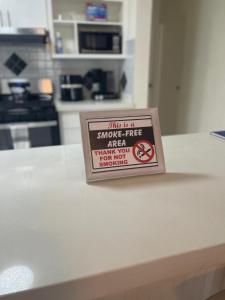 This is a
SMOKE-FREE
AREA
THANK YOU
FOR NOT
SMOKING